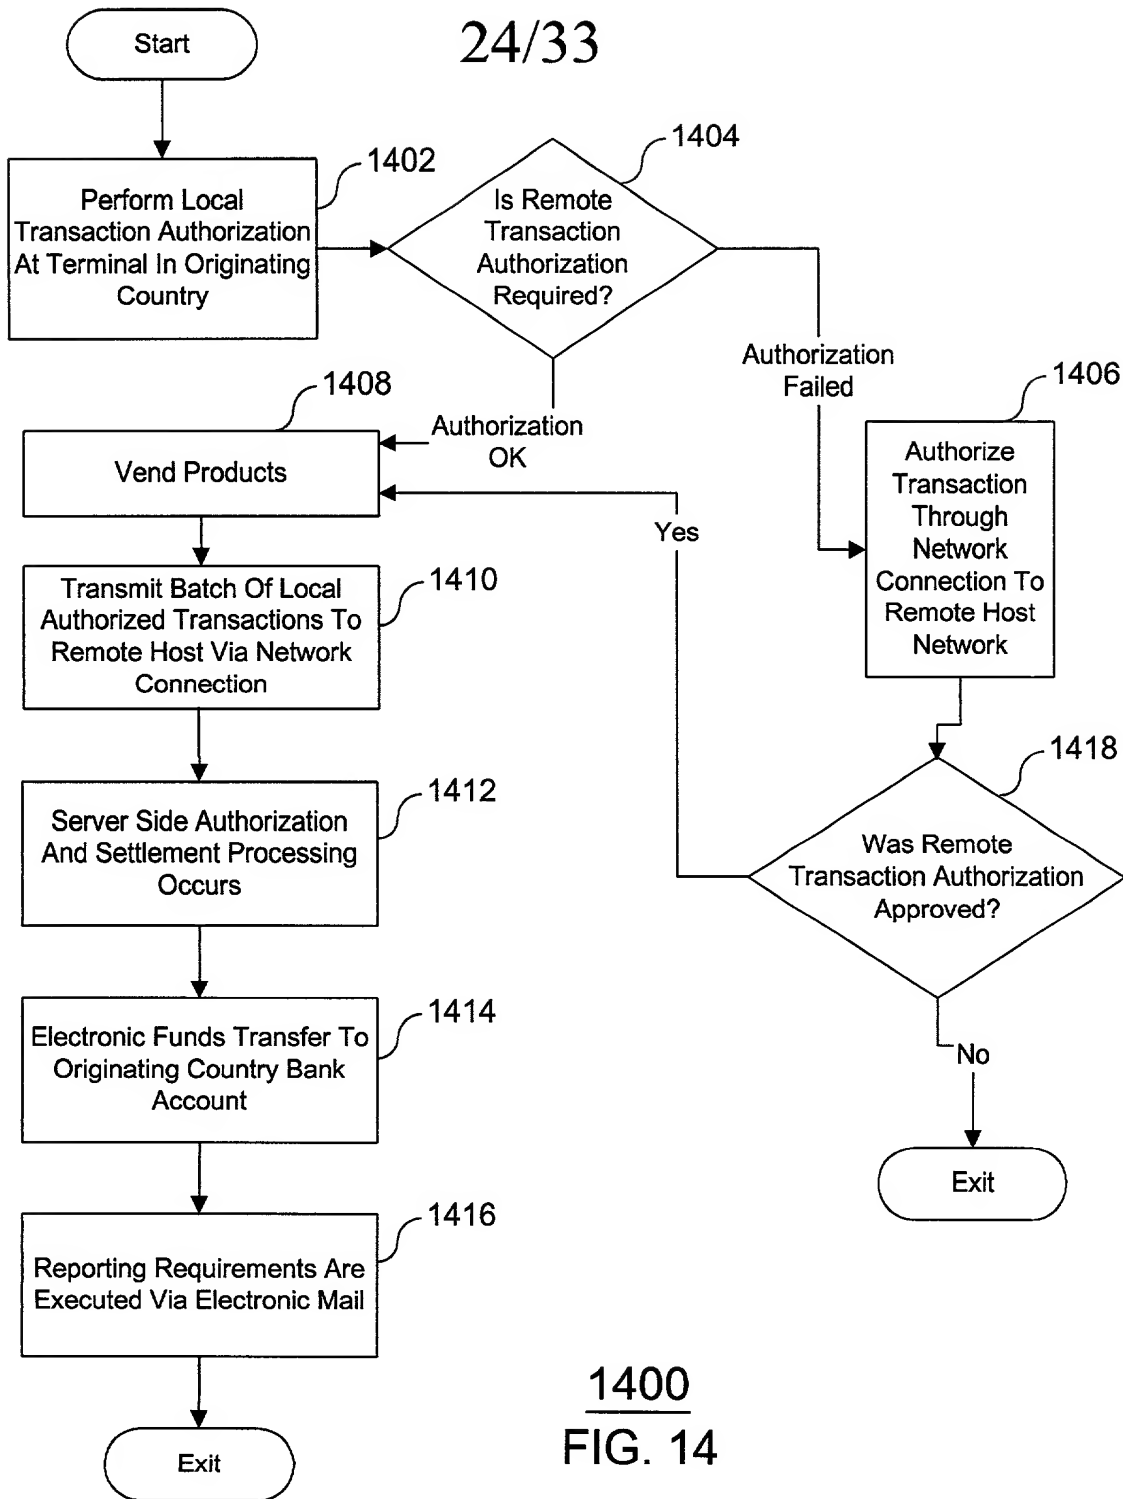 Start
24/33
1402
Perform Local
Transaction Authorization
At Terminal In Originating
Country
1404
Is Remote
Transaction
Authorization
Required?
Authorization
Failed
Authorization
OK
1406
Authorize
Transaction
Through
Network
Connection To
Remote Host
Network
1408
Vend Products
Yes
1410
Transmit Batch Of Local
Authorized Transactions To
Remote Host Via Network
Connection
1418
Was Remote
Transaction Authorization
Approved?
No
Exit
1412
Server Side Authorization
And Settlement Processing
Occurs
1414
Electronic Funds Transfer To
Originating Country Bank
Account
1416
Reporting Requirements Are
Executed Via Electronic Mail
Exit
1400
FIG. 14